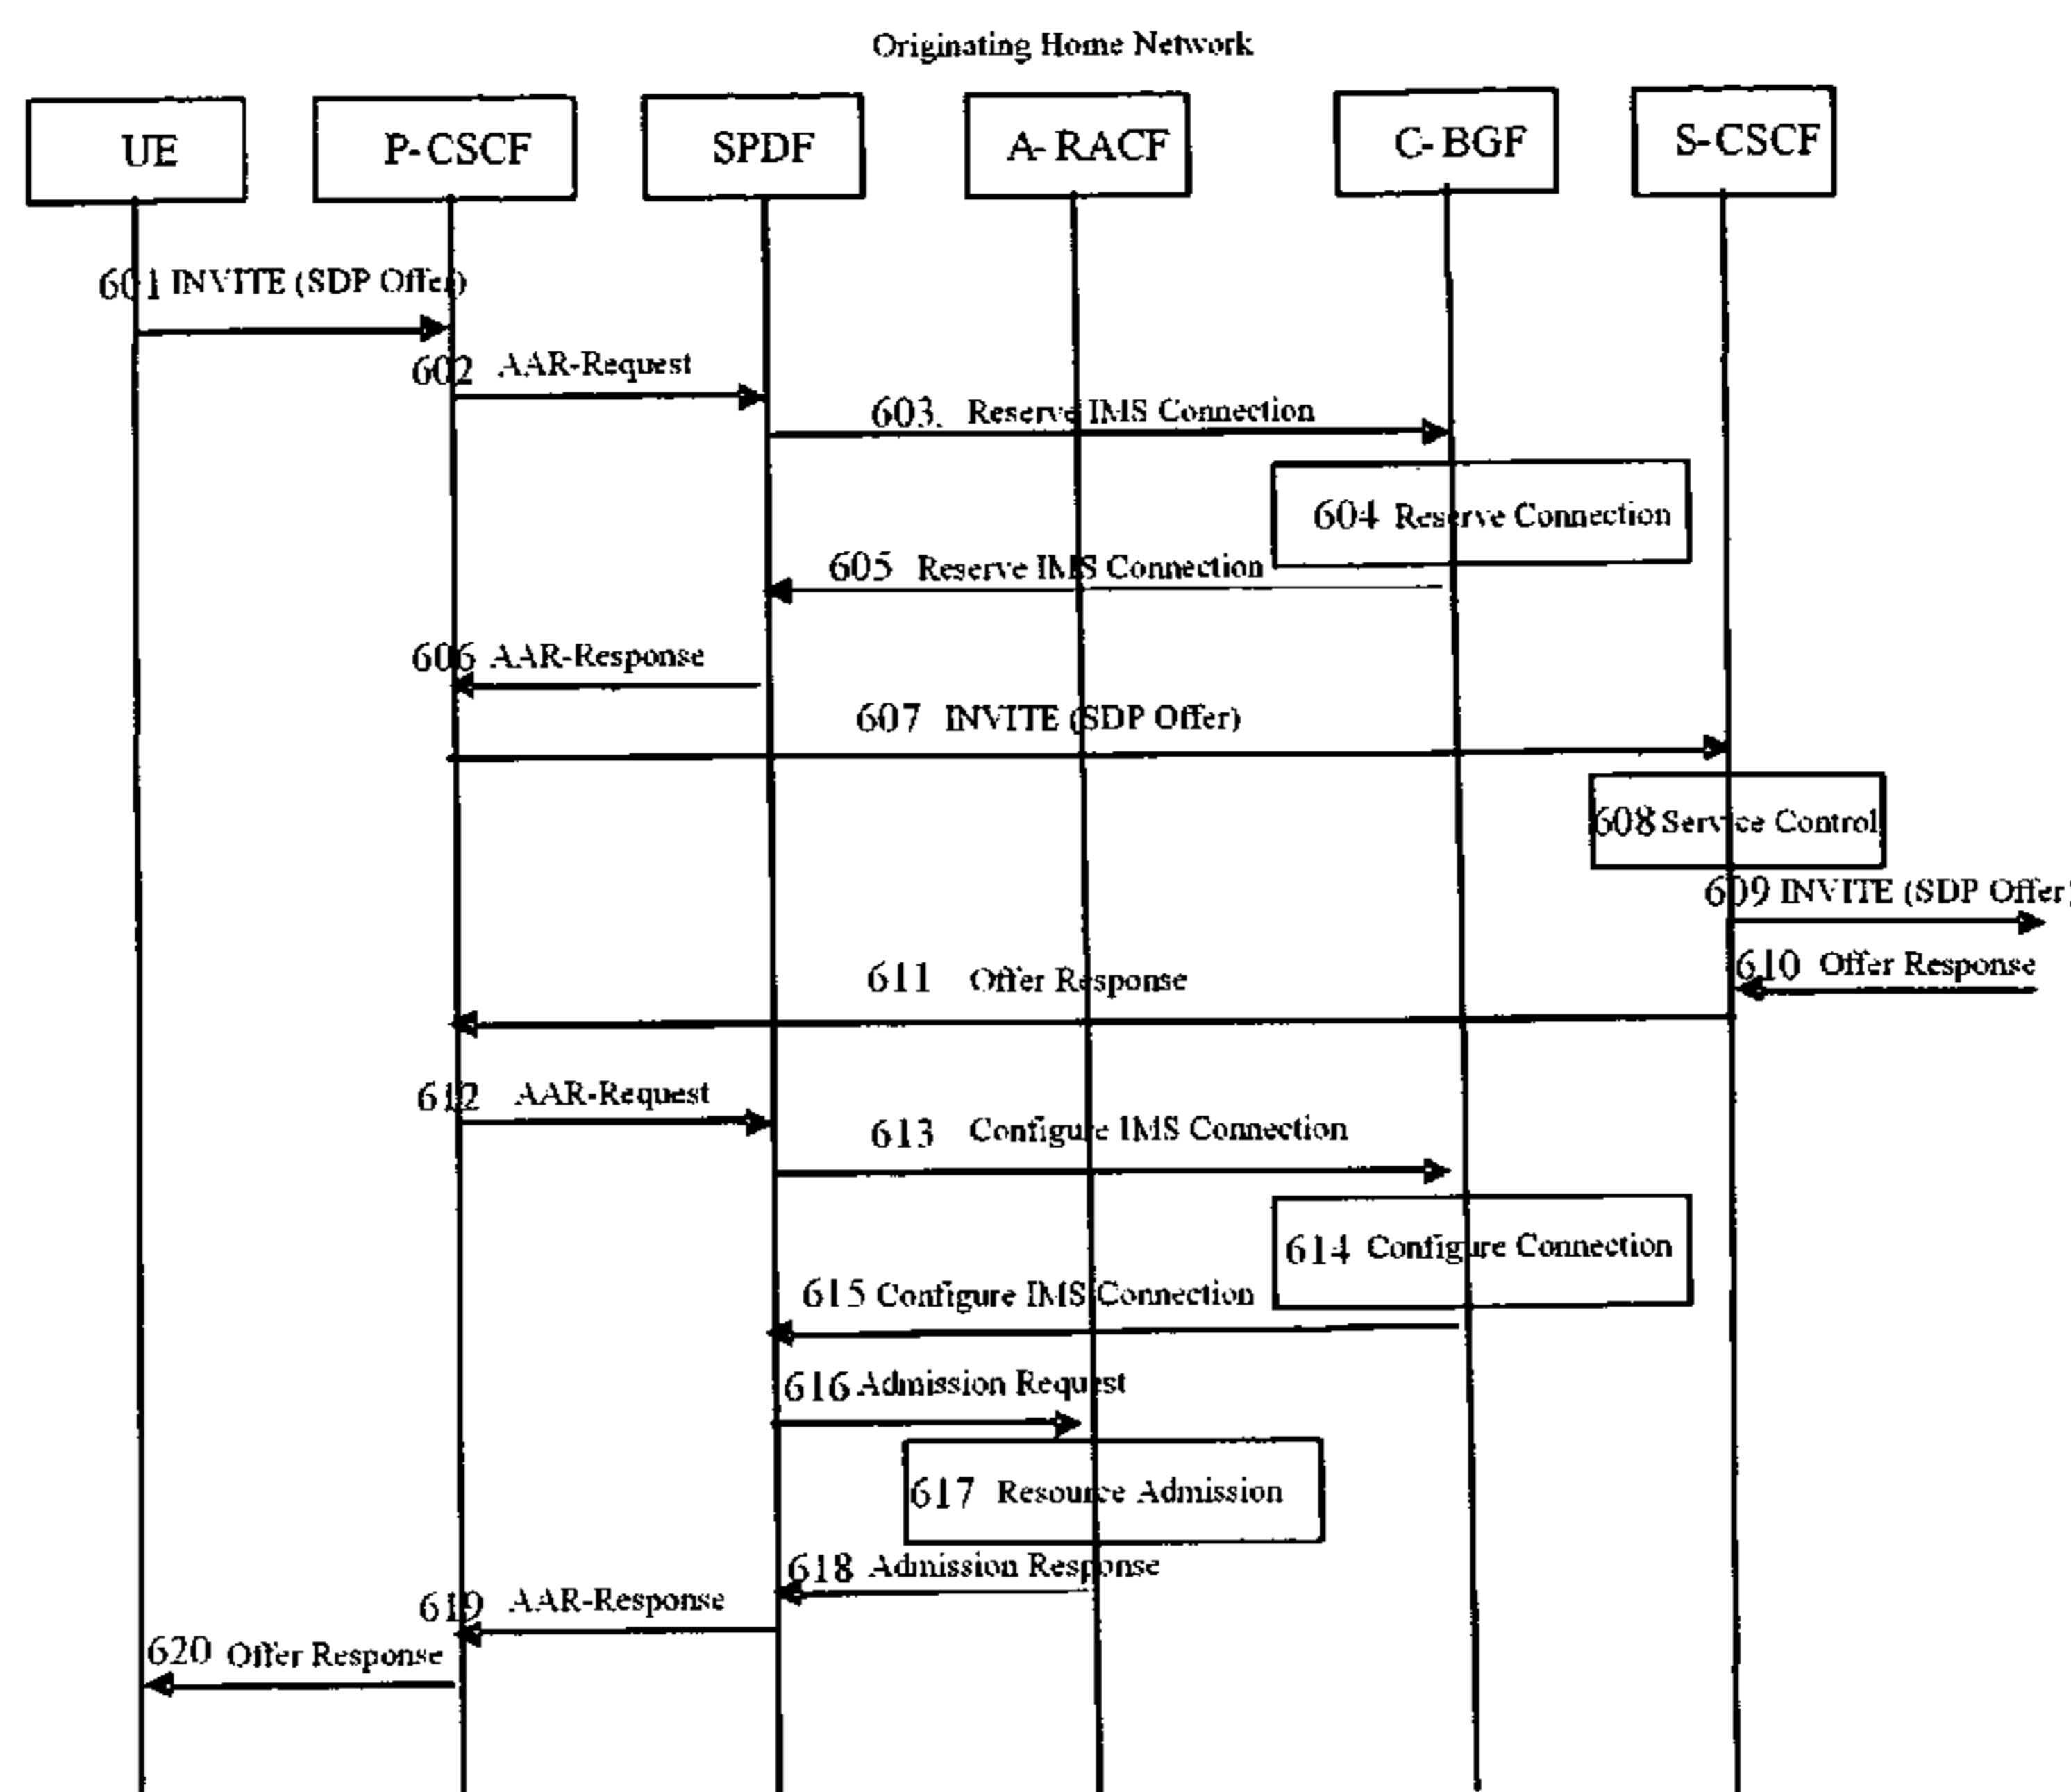 Originating Home Network
UE
P-CSCF
SPDF
A-RACF
C-BGF
S-CSCF
601 INVITE (SDP Offer)
602 AAR-Request
603. Reserve IMS Connection
604 Reserve Connection
605 Reserve IMS Connection
606 AAR-Response
607 INVITE (SDP Offer)
608 Service Control
609 INVITE (SDP Offer)
610 Offer Response
611 Offer Response
612 AAR-Request
613 Configure IMS Connection
614 Configure Connection
615 Configure IMS Connection
616 Admission Request
617 Resource Admission
618 Admission Response
619 AAR-Response
620 Offer Response